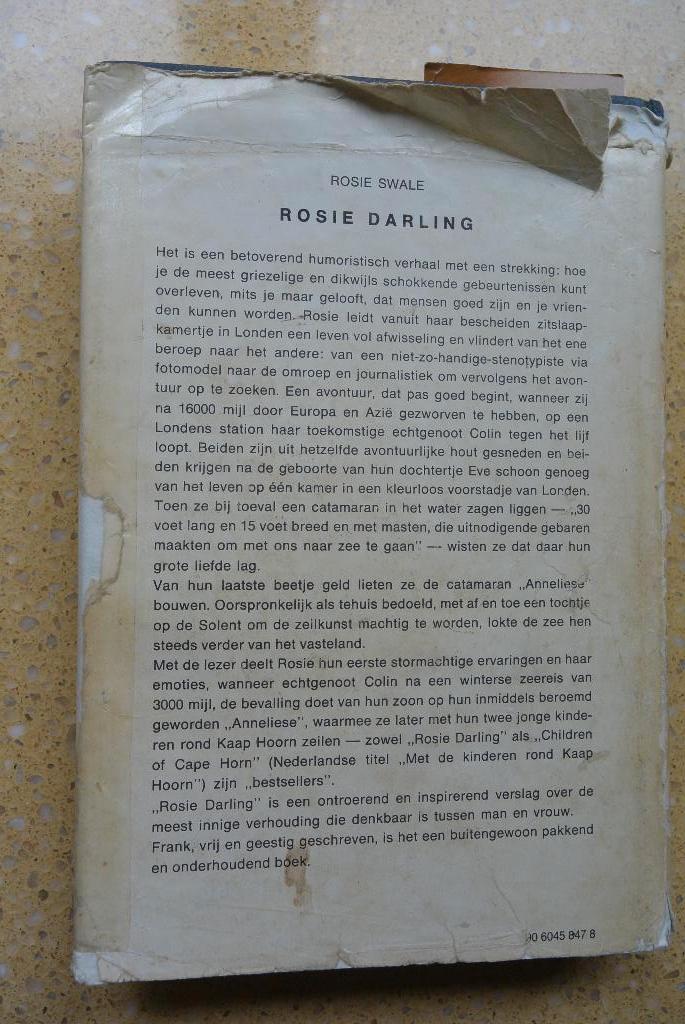 ROSIE SWALE
ROSIE DARLING
Het is een betoverend humoristisch verhaal met een strekking: hoe
je de meest griezelige en dikwijls schokkende gebeurtenissen kunt
overleven, mits je maar gelooft, dat mensen goed zijn en je vrien-
den kunnen worden. Rosie leidt vanuit haar bescheiden zitslaap-
kamertje in Londen een leven vol afwisseling en vlindert van het ene
beroep naar het andere: van een niet-zo-handige-stenotypiste via
fotomodel naar de omroep en journalistiek om vervolgens het avon-
tuur op te zoeken. Een avontuur, dat pas goed begint, wanneer zij
na 16000 mijl door Europa en Azië gezworven te hebben, op een
Londens station haar toekomstige echtgenoot Colin tegen het lijf
loopt. Beiden zijn uit hetzelfde avontuurlijke hout gesneden en bei-
den krijgen na de geboorte van hun dochtertje Eve schoon genoeg
van het leven op één kamer in een kleurloos voorstadje van Londen.
Toen ze bij toeval een catamaran in het water zagen liggen — „30
voet lang en 15 voet breed en met masten, die uitnodigende gebaren
maakten om met ons naar zee te gaan" — wisten ze dat daar hun
grote liefde lag.
Van hun laatste beetje geld lieten ze de catamaran „Anneliese"
bouwen. Oorspronkelijk als tehuis bedoeld, met af en toe een tochtje
op de Solent om de zeilkunst machtig te worden, lokte de zee hen
steeds verder van het vasteland.
Met de lezer deelt Rosie hun eerste stormachtige ervaringen en haar
emoties, wanneer echtgenoot Colin na een winterse zeereis van
3000 mijl, de bevalling doet van hun zoon op hun inmiddels beroemd
geworden „Anneliese", waarmee ze later met hun twee jonge kinde-
ren rond Kaap Hoorn zeilen — zowel „Rosie Darling" als „Children
of Cape Horn" (Nederlandse titel „Met de kinderen rond Kaap
Hoorn") zijn „bestsellers".
„Rosie Darling" is een ontroerend en inspirerend verslag over de
meest innige verhouding die denkbaar is tussen man en vrouw.
Frank, vrij en geestig geschreven, is het een buitengewoon pakkend
en onderhoudend boek.
90 6045 847 8